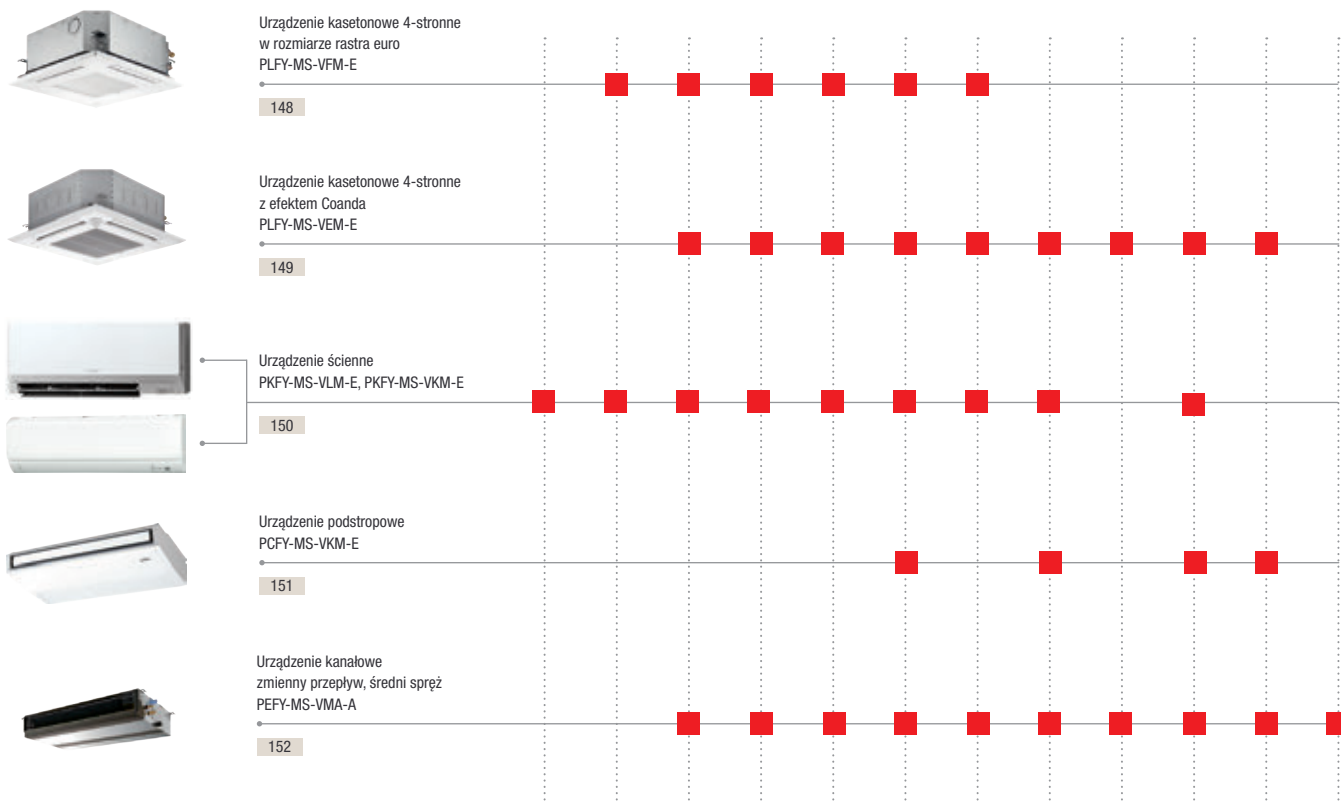 Urządzenie kasetonowe 4-stronne
w rozmiarze rastra euro
PLFY-MS-VFM-E
148
Urządzenie kasetonowe 4-stronne
z efektem Coanda
PLFY-MS-VEM-E
149
Urządzenie ścienne
PKFY-MS-VLM-E, PKFY-MS-VKM-E
150
Urządzenie podstropowe
PCFY-MS-VKM-E
151
Urządzenie kanałowe
zmienny przepływ, średni spręż
PEFY-MS-VMA-A
152